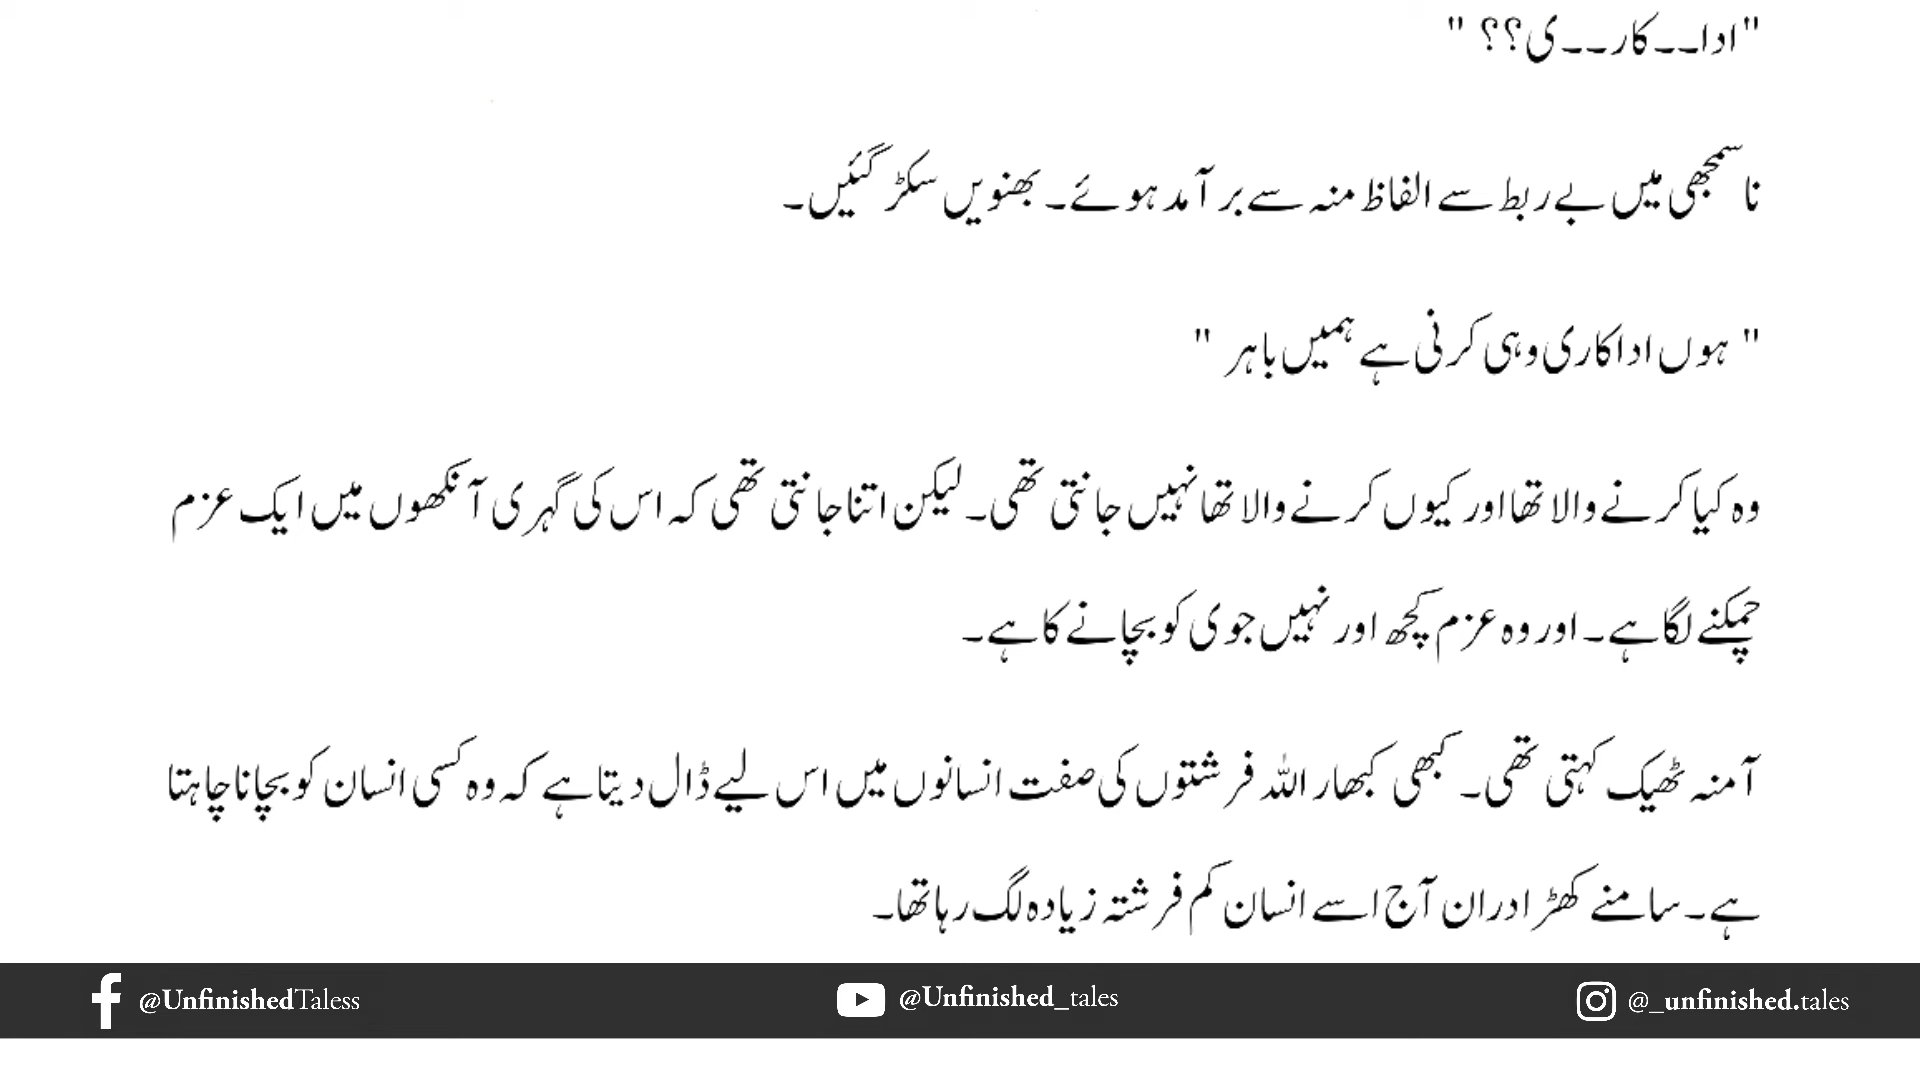 "ادا۔۔کار۔۔ی؟؟ "
ناسمجھی میں بے ربط سے الفاظ منہ سے برآمد ہوئے۔ بھنویں سکڑ گئیں۔
" ہوں اداکاری وہی کرنی ہے ہمیں باہر "
وہ کیا کرنے والا تھا اور کیوں کرنے والا تھا نہیں جانتی تھی۔ لیکن اتنا جانتی تھی کہ اس کی گہری آنکھوں میں ایک عزم
چمکنے لگا ہے۔ اور وہ عزم کچھ اور نہیں جوی کو بچانے کا ہے۔
آمنہ ٹھیک کہتی تھی۔ کبھی کبھار اللہ فرشتوں کی صفت انسانوں میں اس لیے ڈال دیتا ہے کہ وہ کسی انسان کو بچانا چاہتا
ہے۔ سامنے کھڑا دران آج اسے انسان کم فرشتہ زیادہ لگ رہا تھا۔
@UnfinishedTaless
@Unfinished_tales
@_unfinished.tales